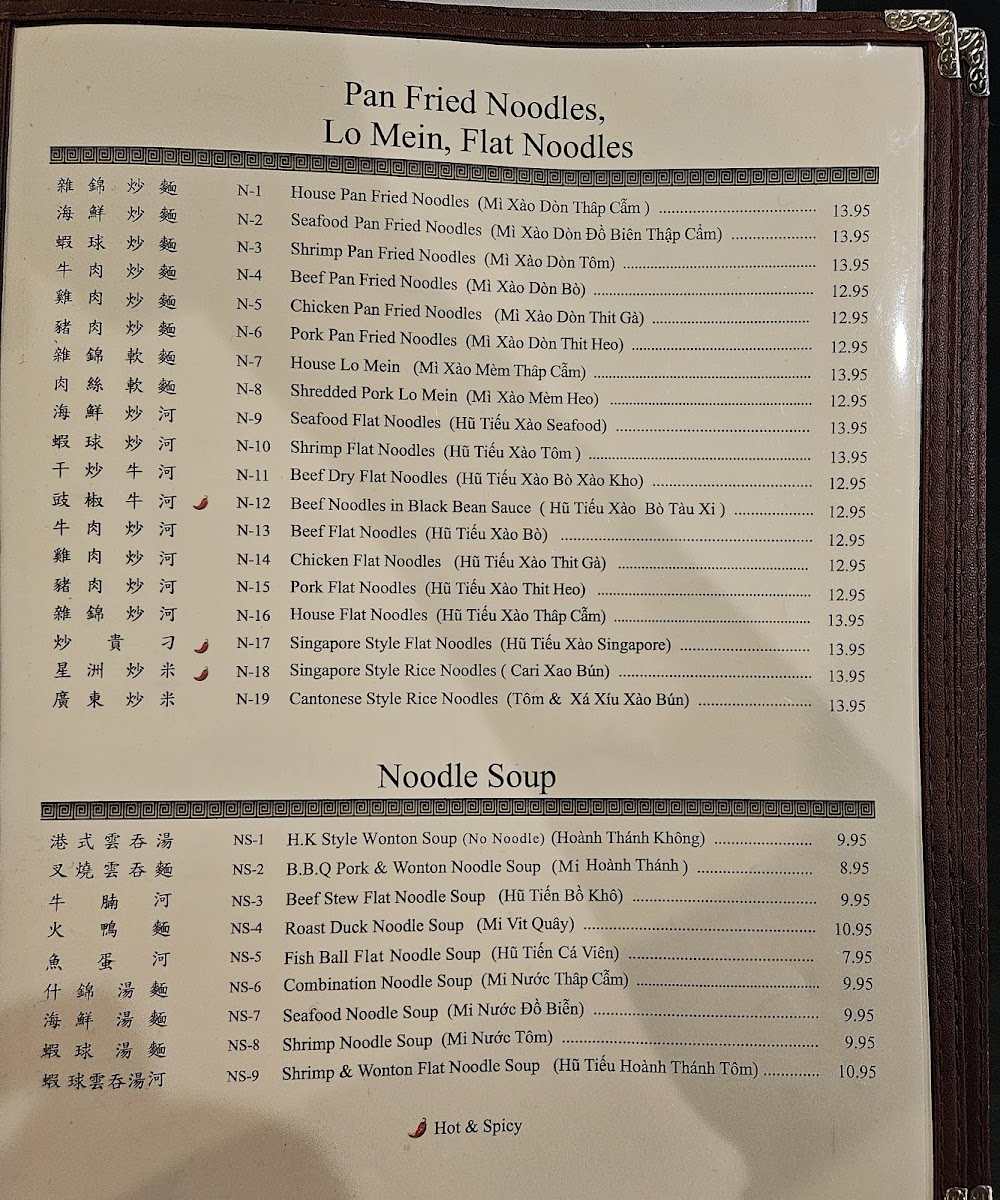 Pan Fried Noodles,
Lo Mein, Flat Noodles
雜錦炒麵 N-1 House Pan Fried Noodles (Mì Xào Dòn Thâp Cẫm ) 13.95
海鮮炒麵 N-2 Seafood Pan Fried Noodles (Mì Xào Dòn Đồ Biên Thập Cẩm) 13.95
蝦球炒麵 N-3 Shrimp Pan Fried Noodles (Mì Xào Dòn Tôm) 13.95
牛肉炒麵 N-4 Beef Pan Fried Noodles (Mì Xào Dòn Bò) 12.95
雞肉炒麵 N-5 Chicken Pan Fried Noodles (Mì Xào Dòn Thit Gà) 12.95
豬肉炒麵 N-6 Pork Pan Fried Noodles (Mì Xào Dòn Thit Heo) 12.95
雜錦軟麵 N-7 House Lo Mein (Mì Xào Mèm Thâp Cẫm) 13.95
肉絲軟麵 N-8 Shredded Pork Lo Mein (Mì Xào Mèm Heo) 12.95
海鮮炒河 N-9 Seafood Flat Noodles (Hũ Tiếu Xào Seafood) 13.95
蝦球炒河 N-10 Shrimp Flat Noodles (Hũ Tiếu Xào Tôm ) 13.95
干炒牛河 N-11 Beef Dry Flat Noodles (Hũ Tiếu Xào Bò Xào Kho) 12.95
豉椒牛河 N-12 Beef Noodles in Black Bean Sauce ( Hũ Tiếu Xào Bò Tàu Xi ) 12.95
牛肉炒河 N-13 Beef Flat Noodles (Hũ Tiếu Xào Bò) 12.95
雞肉炒河 N-14 Chicken Flat Noodles (Hũ Tiếu Xào Thit Gà) 12.95
豬肉炒河 N-15 Pork Flat Noodles (Hũ Tiếu Xào Thit Heo) 12.95
雜錦炒河 N-16 House Flat Noodles (Hũ Tiếu Xào Thâp Cẫm) 13.95
炒貴刁 N-17 Singapore Style Flat Noodles (Hũ Tiếu Xào Singapore) 13.95
星洲炒米 N-18 Singapore Style Rice Noodles ( Cari Xao Bún) 13.95
廣東炒米 N-19 Cantonese Style Rice Noodles (Tôm & Xá Xíu Xào Bún) 13.95
Noodle Soup
港式雲吞湯 NS-1 H.K Style Wonton Soup (No Noodle) (Hoành Thánh Không) 9.95
叉燒雲吞麵 NS-2 B.B.Q Pork & Wonton Noodle Soup (Mi Hoành Thánh ) 8.95
牛腩河 NS-3 Beef Stew Flat Noodle Soup (Hũ Tiến Bồ Khô) 9.95
火鴨麵 NS-4 Roast Duck Noodle Soup (Mi Vit Quây) 10.95
魚蛋河 NS-5 Fish Ball Flat Noodle Soup (Hũ Tiến Cá Viên) 7.95
什錦湯麵 NS-6 Combination Noodle Soup (Mi Nước Thâp Cẫm) 9.95
海鮮湯麵 NS-7 Seafood Noodle Soup (Mi Nước Đồ Biễn) 9.95
蝦球湯麵 NS-8 Shrimp Noodle Soup (Mi Nước Tôm) 9.95
蝦球雲吞湯河 NS-9 Shrimp & Wonton Flat Noodle Soup (Hũ Tiếu Hoành Thánh Tôm) 10.95
Hot & Spicy